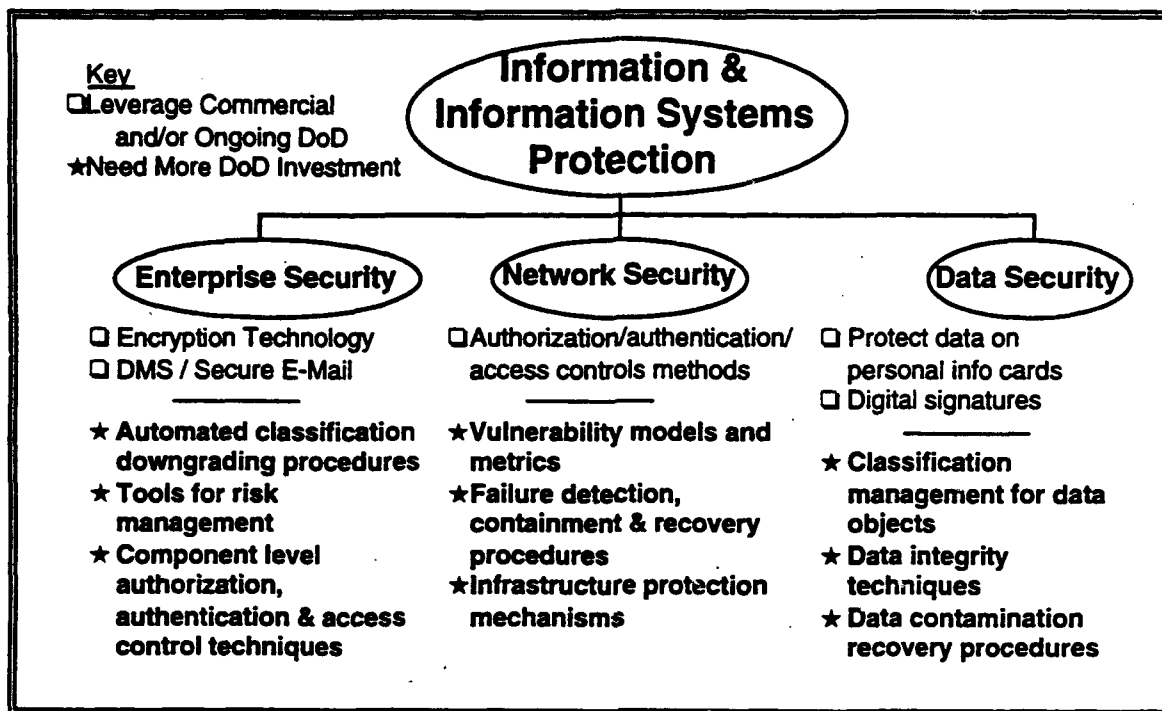 Key
❑Leverage Commercial
and/or Ongoing DoD
★Need More DoD Investment
Information &
Information Systems
Protection
Enterprise Security
❑ Encryption Technology
❑ DMS / Secure E-Mail
★ Automated classification
downgrading procedures
★ Tools for risk
management
★ Component level
authorization,
authentication & access
control techniques
Network Security
❑Authorization/authentication/
access controls methods
★Vulnerability models and
metrics
★Failure detection,
containment & recovery
procedures
★Infrastructure protection
mechanisms
Data Security
❑ Protect data on
personal info cards
❑ Digital signatures
★ Classification
management for data
objects
★ Data integrity
techniques
★ Data contamination
recovery procedures